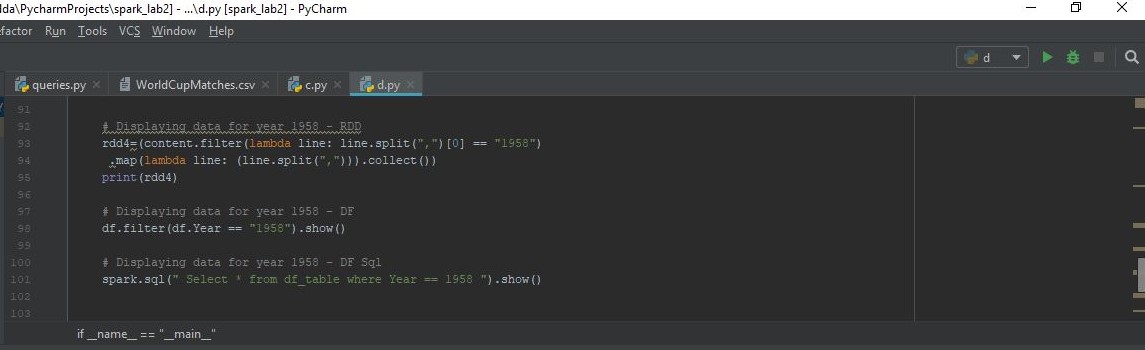 lda\PycharmProjects\spark_lab2] - ...\d.py [spark_lab2] - PyCharm
efactor Run Tools VCS Window Help
d
queries.py WorldCupMatches.csv c.py d.py
91
92 # Displaying data for year 1958 - RDD
93 rdd4=(content.filter(lambda line: line.split(",")[0] == "1958")
94 .map(lambda line: (line.split(","))).collect())
95 print(rdd4)
96
97 # Displaying data for year 1958 - DF
98 df.filter(df.Year == "1958").show()
99
100 # Displaying data for year 1958 - DF Sql
101 spark.sql(" Select * from df_table where Year == 1958 ").show()
102
103
if __name__ == "__main__"